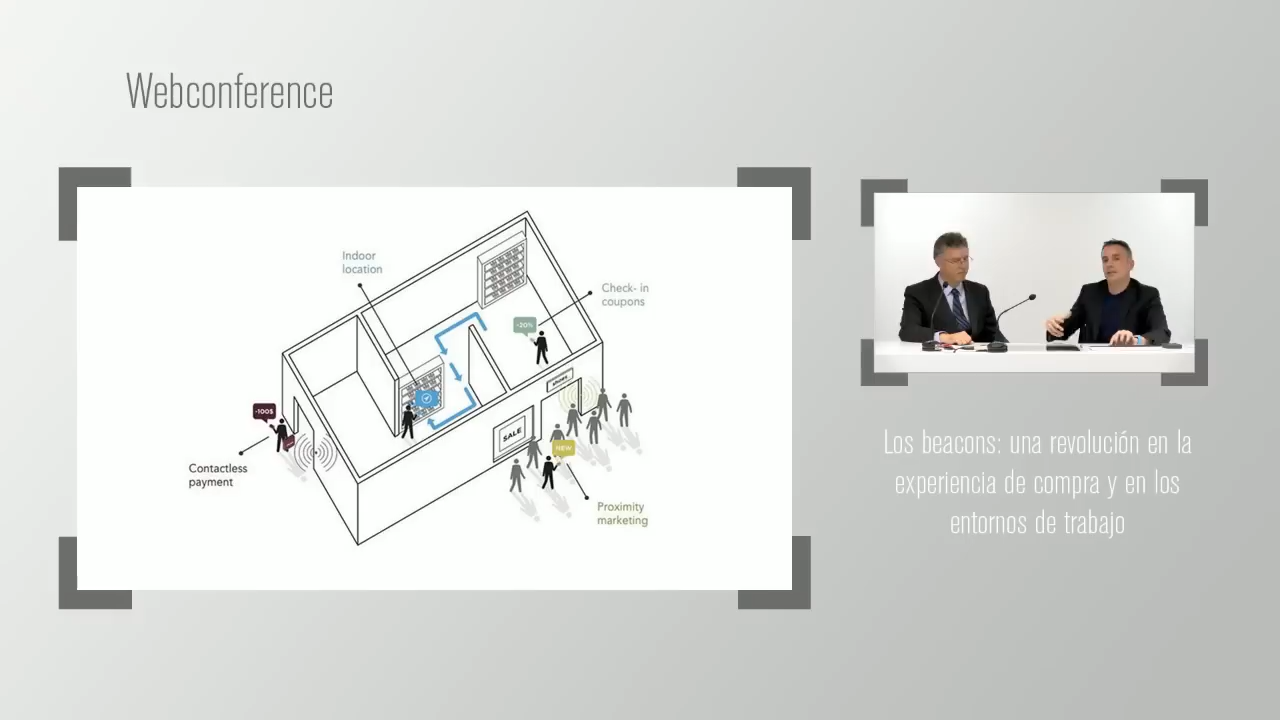 Webconference
Indoor
location
Check- in
coupons
-20%
-100$
SHOES
SALE
NEW
Contactless
payment
Proximity
marketing
Los beacons: una revolución en la
experiencia de compra y en los
entornos de trabajo